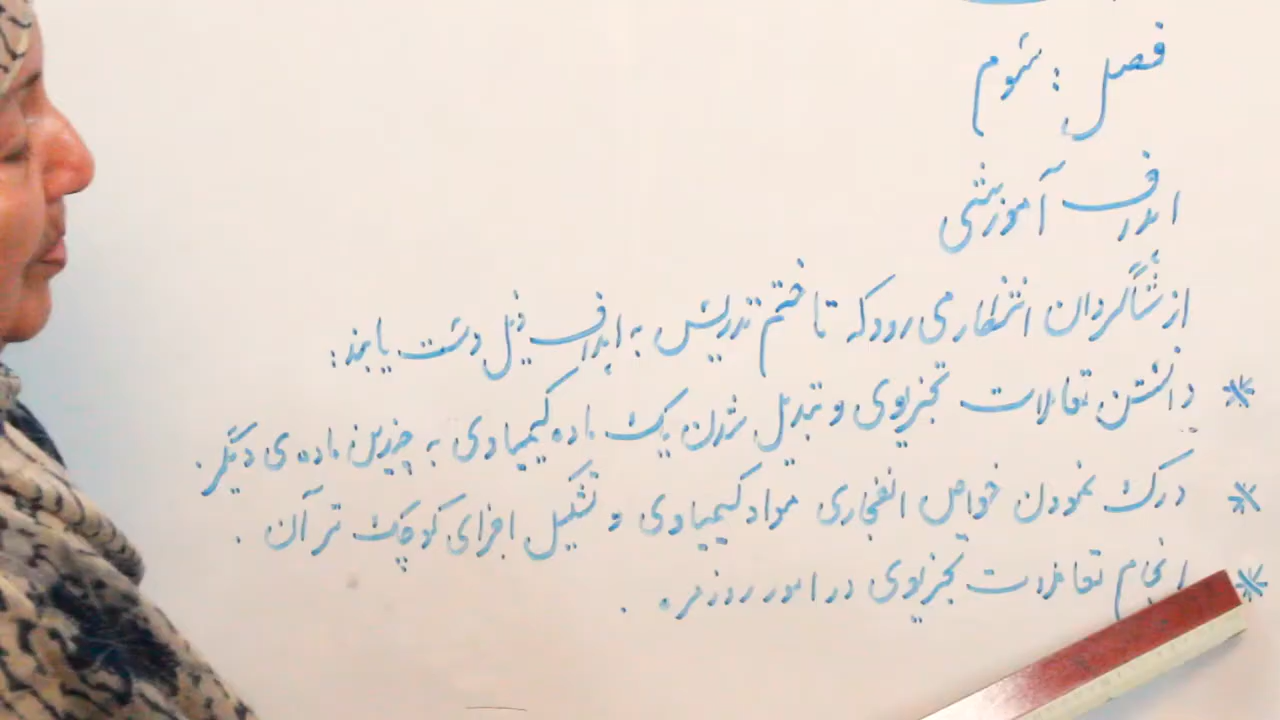 فصل : سوم
اهداف آموزشی
از شاگردان انتظار می رود که تا ختم تدریس به اهداف ذیل دست یابند :
* دانستن تعاملات تجزیوی و تبدیل شدن یک ماده کیمیاوی به چندین ماده ی دیگر .
* درک نمودن خواص انفجاری مواد کیمیاوی و تشکیل اجزای کوچک تر آن .
* انجام تعاملات تجزیوی در امور روزمره .